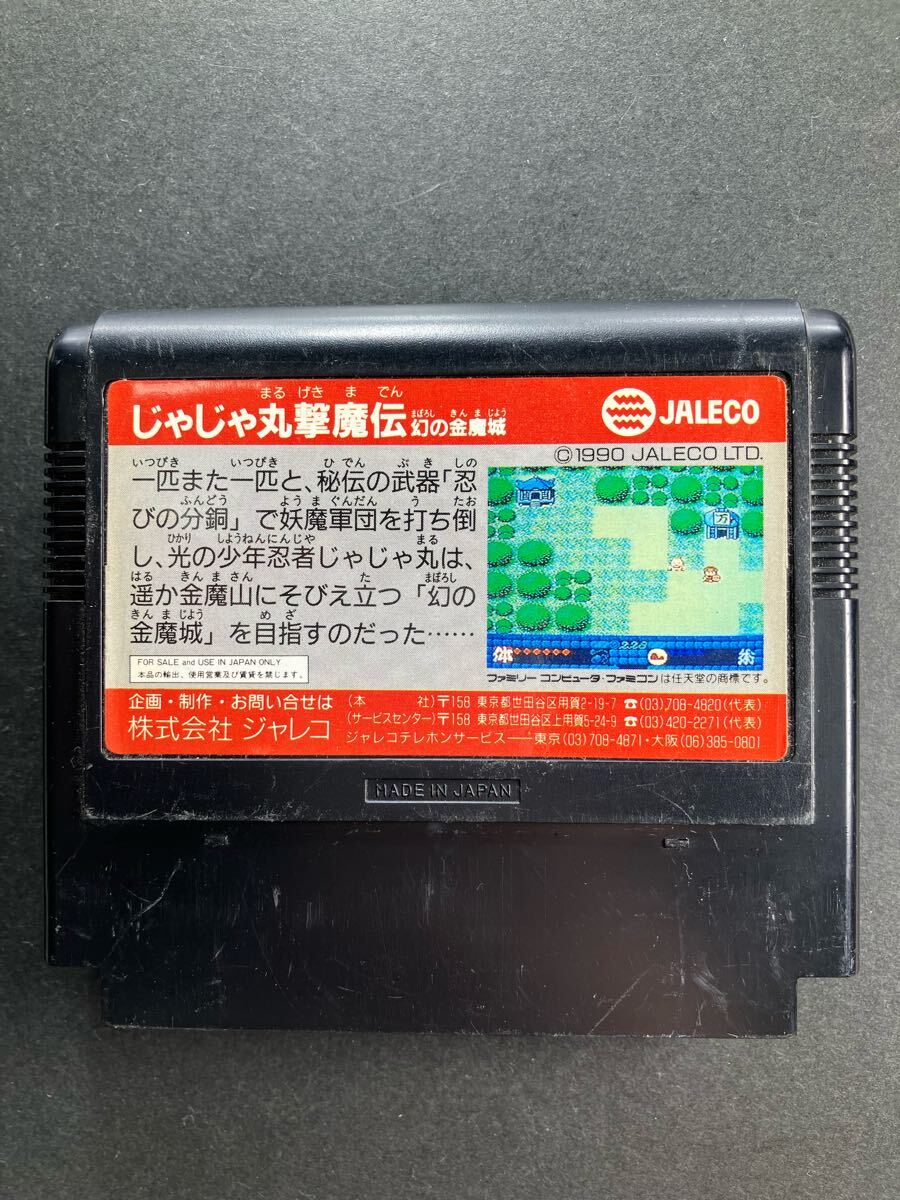 まる げき ま でん
じゃじゃ丸撃魔伝
まぼろし きん ま じよう
幻の金魔城
JALECO
©1990 JALECO LTD.
いつぴき いつぴき ひ でん ぶ き しの
一匹また一匹と、秘伝の武器「忍
ふんどう よう ま ぐんだん う たお
びの分銅」で妖魔軍団を打ち倒
ひかり しようねんにんじや まる
し、光の少年忍者じゃじゃ丸は、
はる きん ま さん た まぼろし
遥か金魔山にそびえ立つ「幻の
きん ま じよう め ざ
金魔城」を目指すのだった……
万
体
術
FOR SALE and USE IN JAPAN ONLY
本品の輸出、使用営業及び賃貸を禁じます。
ファミリーコンピュータ・ファミコンは任天堂の商標です。
企画・制作・お問い合せは
株式会社 ジャレコ
(本 社)〒158 東京都世田谷区用賀2-19-7 ☎(03)708-4820(代表)
(サービスセンター)〒158 東京都世田谷区上用賀5-24-9 ☎(03)420-2271(代表)
ジャレコテレホンサービス──東京(03)708-4871・大阪(06)385-0801
MADE IN JAPAN